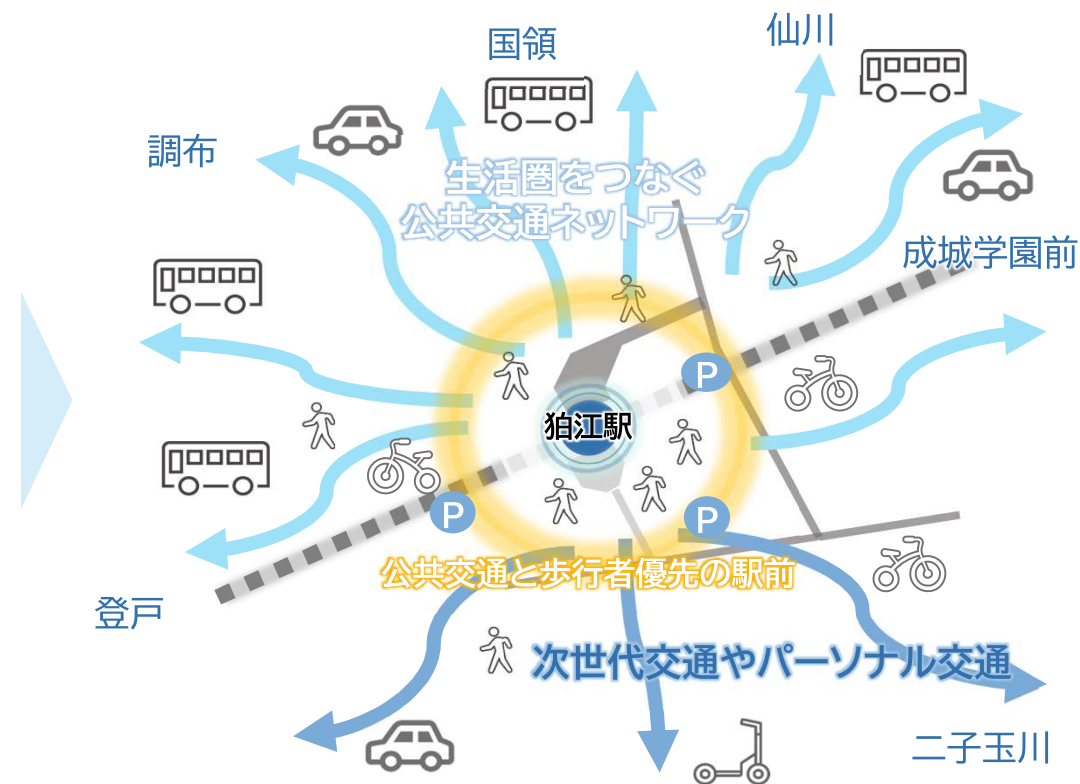 仙川
国領
調布
生活圏をつなぐ
公共交通ネットワーク
成城学園前
P
狛江駅
P
P
公共交通と歩行者優先の駅前
登戸
次世代交通やパーソナル交通
二子玉川